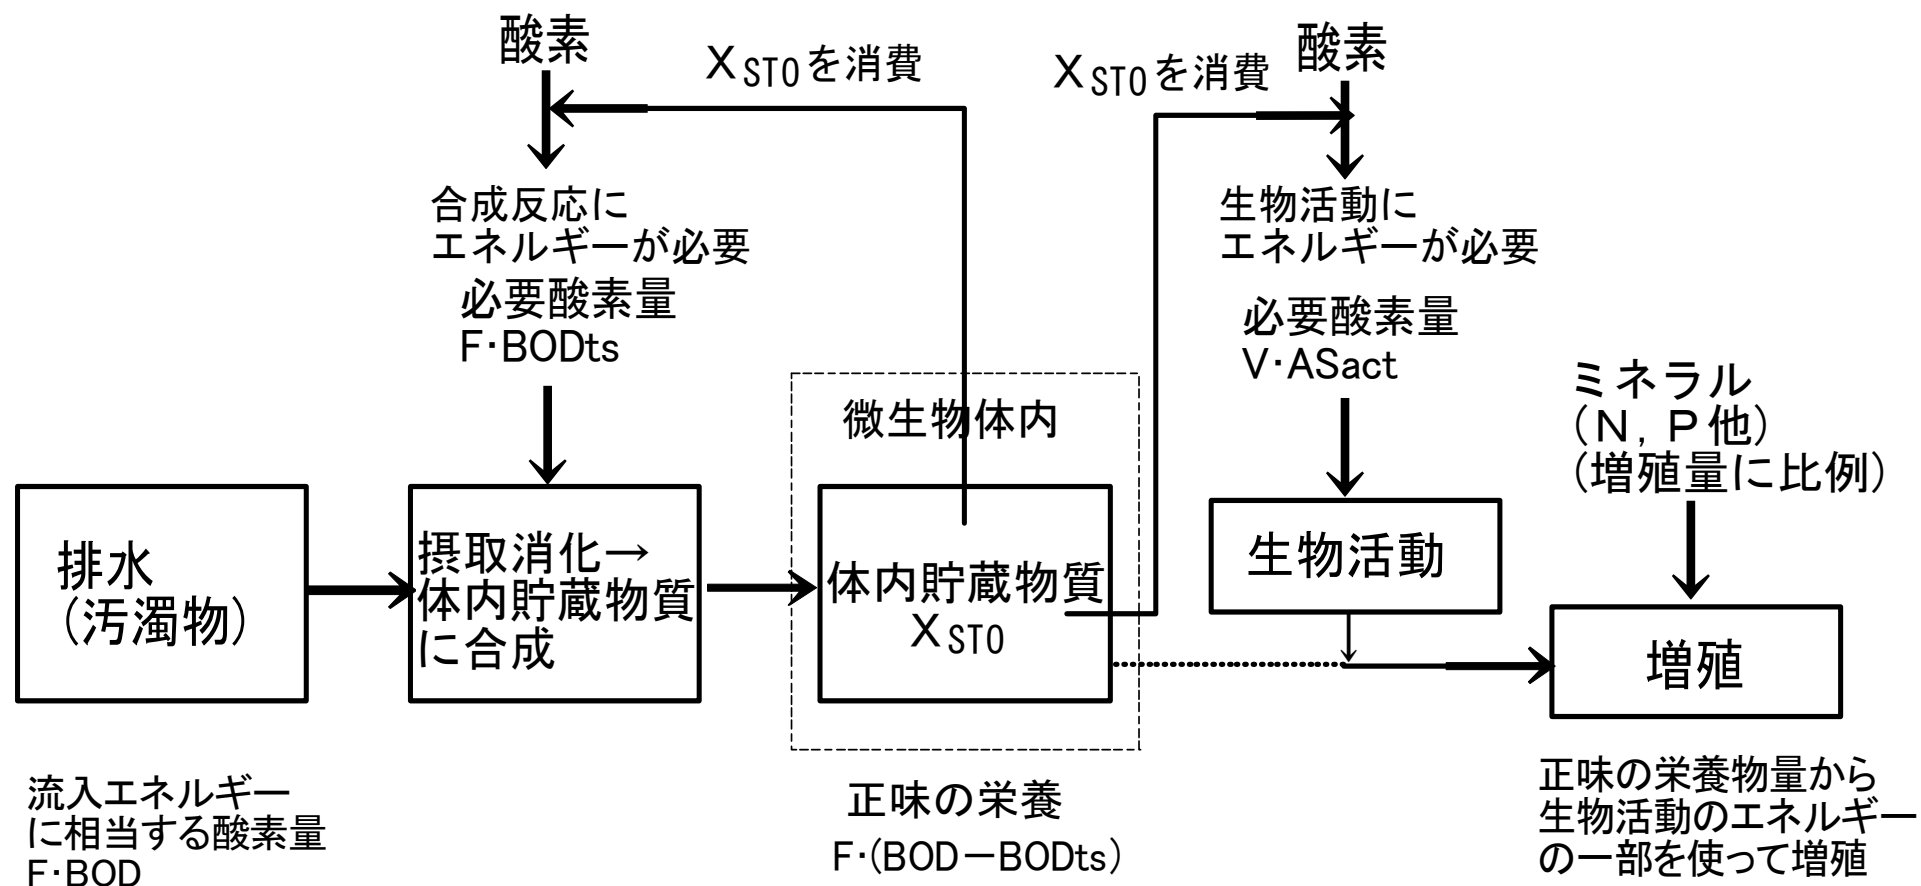 酸素
XSTOを消費
XSTOを消費
酸素
合成反応に
エネルギーが必要
必要酸素量
F・BODts
生物活動に
エネルギーが必要
必要酸素量
V・ASact
ミネラル
（N，P他）
（増殖量に比例）
微生物体内
排水
（汚濁物）
摂取消化→
体内貯蔵物質
に合成
体内貯蔵物質
XSTO
生物活動
増殖
流入エネルギー
に相当する酸素量
F・BOD
正味の栄養
F・(BOD－BODts)
正味の栄養物量から
生物活動のエネルギー
の一部を使って増殖